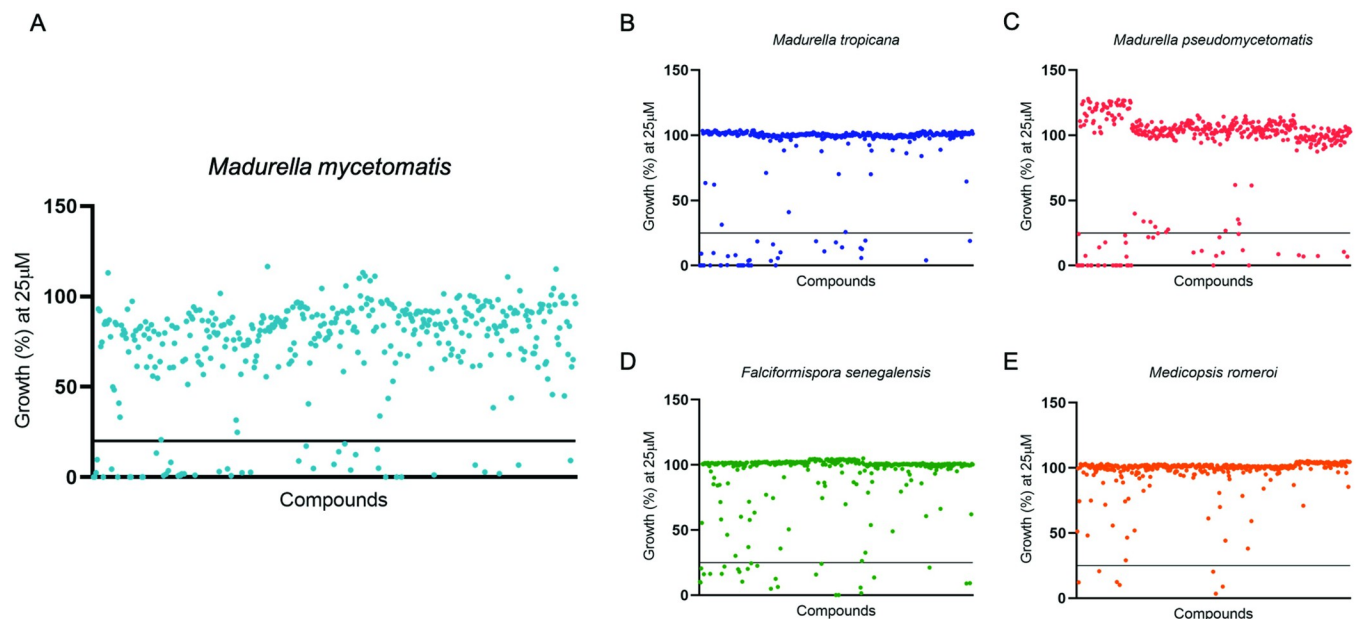 A
Madurella mycetomatis
Growth (%) at 25μM
150
100
50
0
Compounds
B
Madurella tropicana
Growth (%) at 25μM
150
100
50
0
Compounds
C
Madurella pseudomycetomatis
Growth (%) at 25μM
150
100
50
0
Compounds
D
Falciformispora senegalensis
Growth (%) at 25μM
150
100
50
0
Compounds
E
Medicopsis romeroi
Growth (%) at 25μM
150
100
50
0
Compounds